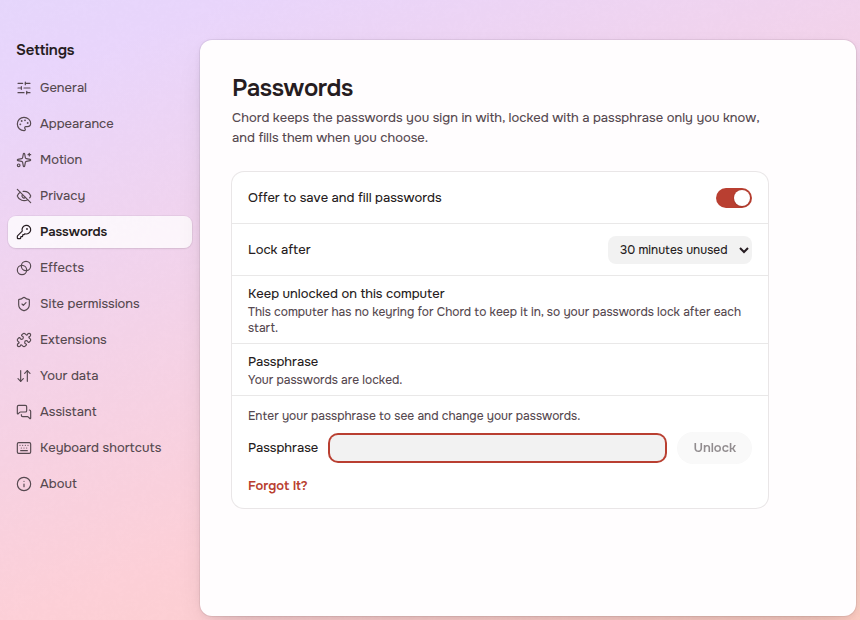 Settings
General
Appearance
Motion
Privacy
Passwords
Effects
Site permissions
Extensions
Your data
Assistant
Keyboard shortcuts
About
Passwords
Chord keeps the passwords you sign in with, locked with a passphrase only you know,
and fills them when you choose.
Offer to save and fill passwords
Lock after
30 minutes unused
Keep unlocked on this computer
This computer has no keyring for Chord to keep it in, so your passwords lock after each
start.
Passphrase
Your passwords are locked.
Enter your passphrase to see and change your passwords.
Passphrase
Unlock
Forgot it?